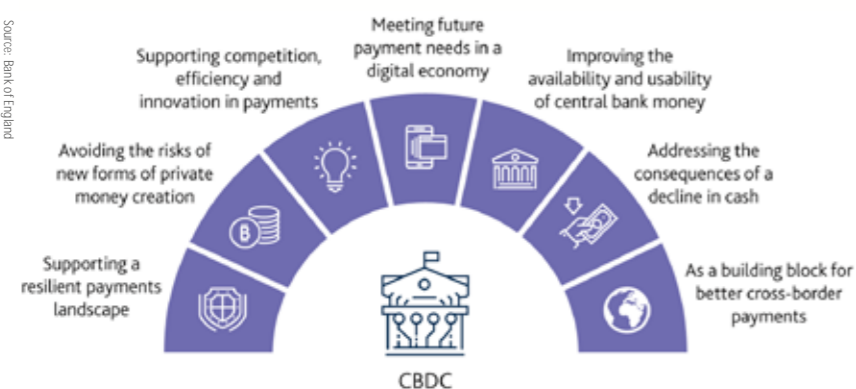 Source: Bank of England
Supporting a
resilient payments
landscape
Avoiding the risks of
new forms of private
money creation
Supporting competition,
efficiency and
innovation in payments
Meeting future
payment needs in a
digital economy
Improving the
availability and usability
of central bank money
Addressing the
consequences of a
decline in cash
As a building block for
better cross-border
payments
B
CBDC